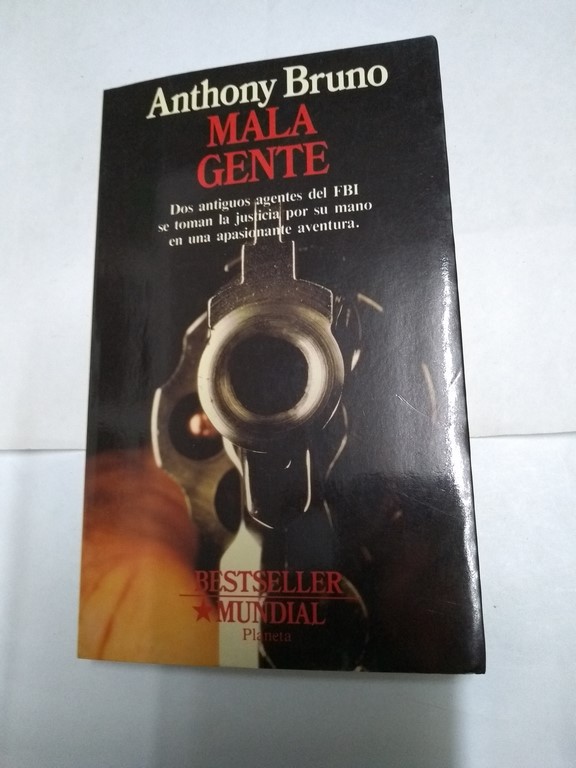 Anthony Bruno
MALA
GENTE
Dos antiguos agentes del FBI
se toman la justicia por su mano
en una apasionante aventura.
BESTSELLER
★MUNDIAL
Planeta